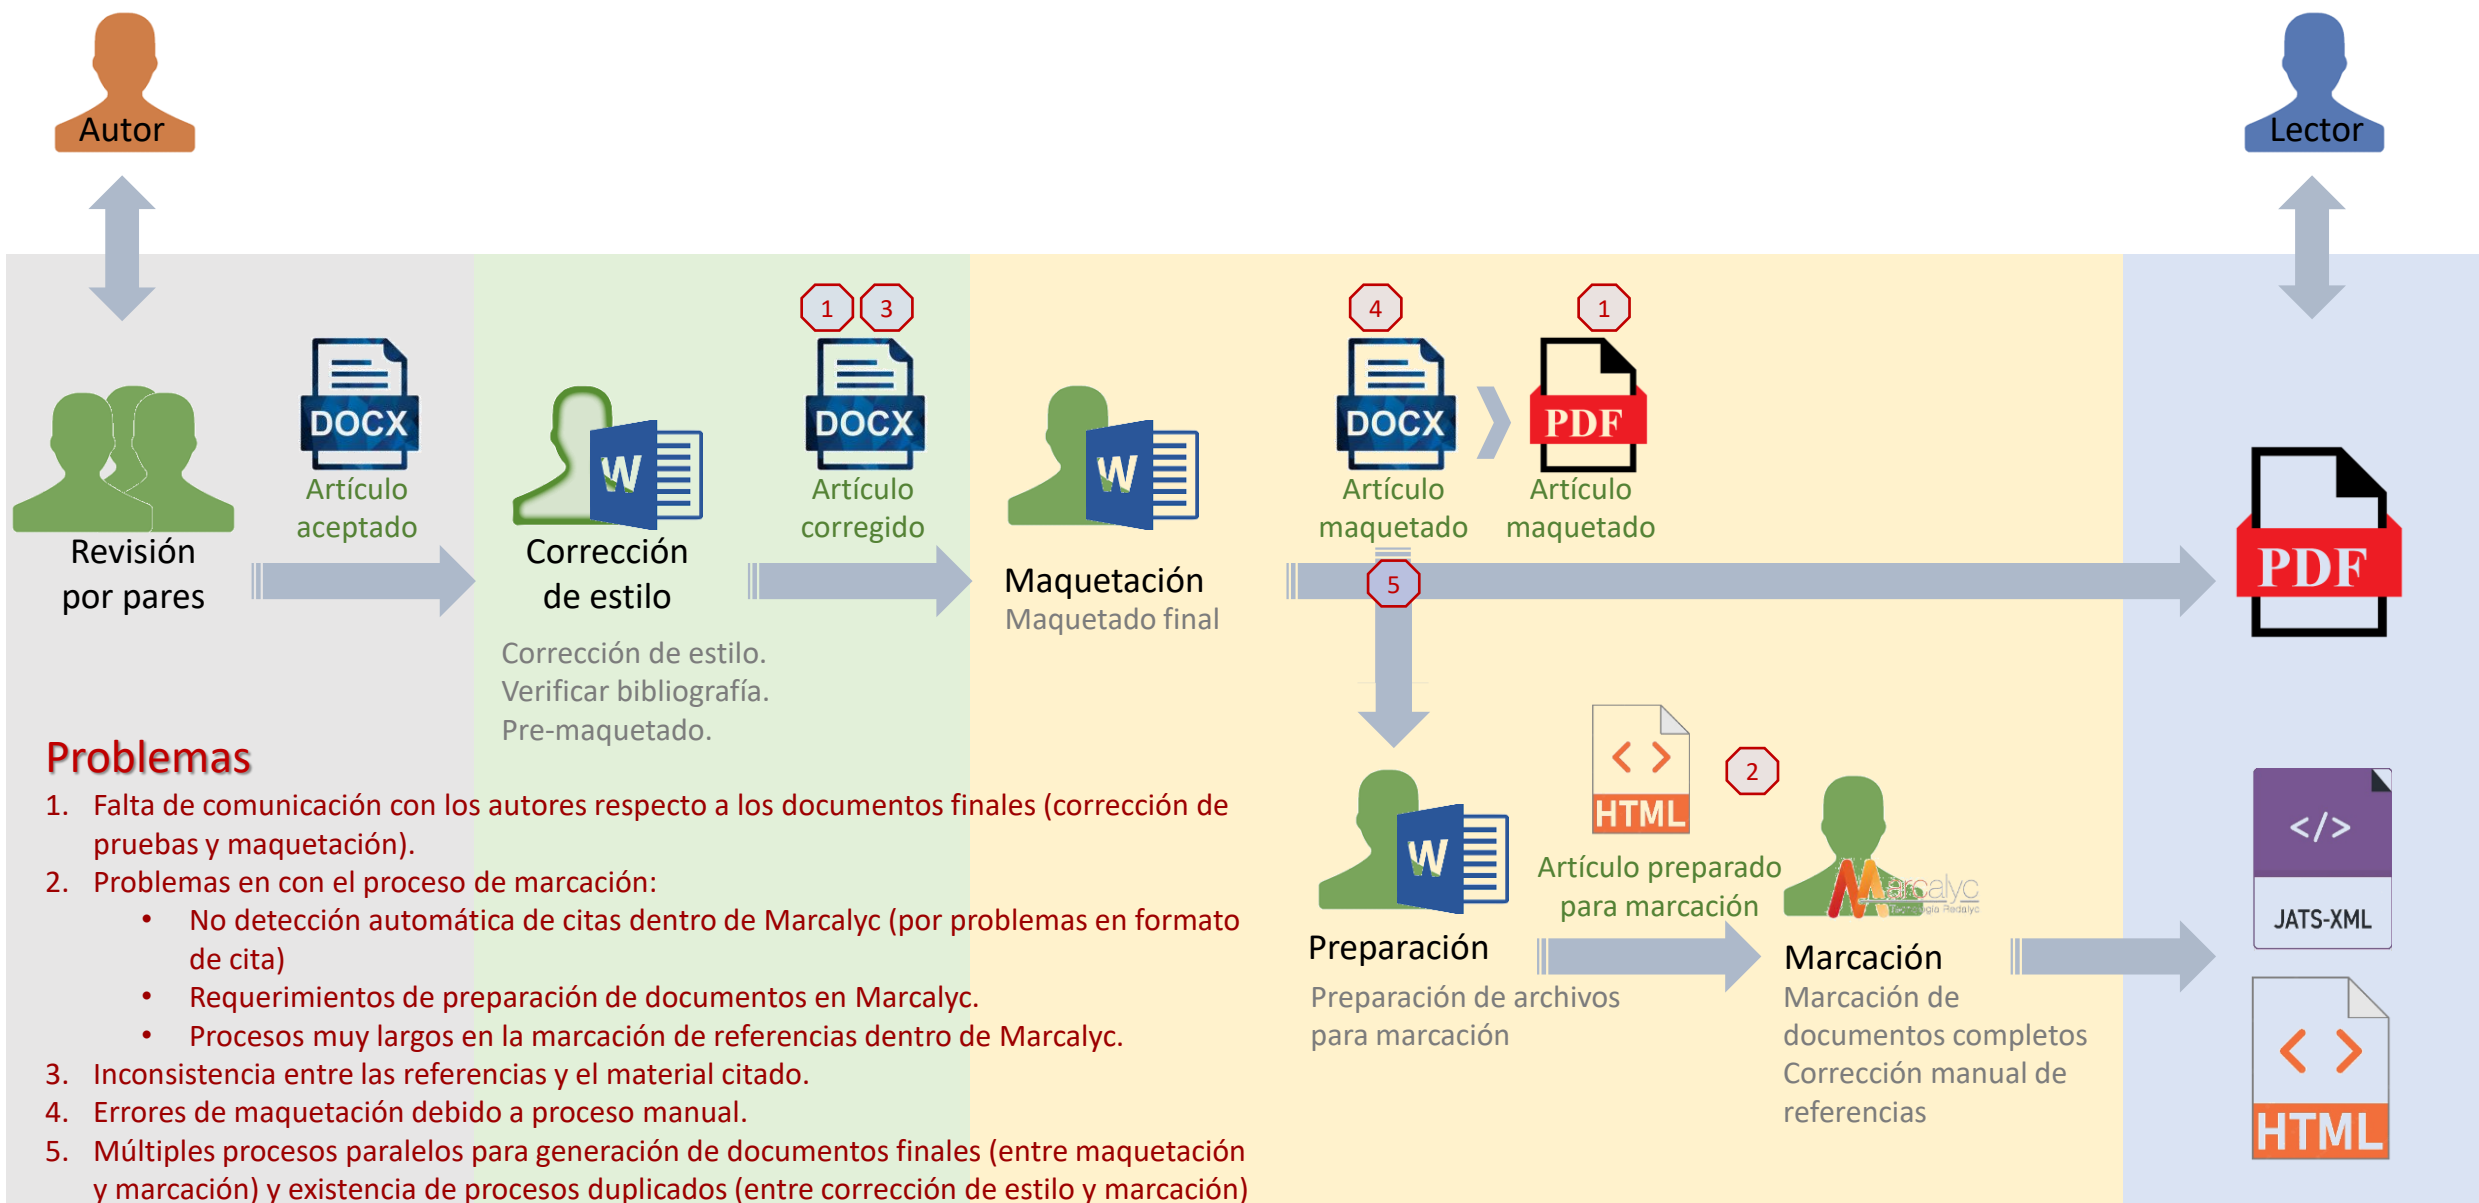 Autor
Lector
1
3
4
1
DOCX
DOCX
DOCX
PDF
W
W
Artículo
aceptado
Artículo
corregido
Artículo
maquetado
Artículo
maquetado
PDF
Revisión
por pares
Corrección
de estilo
Maquetación
Maquetado final
5
Corrección de estilo.
Verificar bibliografía.
Pre-maquetado.
HTML
2
W
Artículo preparado
para marcación
Marcalyc
Tecnología Redalyc
JATS-XML
Preparación
Preparación de archivos
para marcación
Marcación
Marcación de
documentos completos
Corrección manual de
referencias
HTML
Problemas
1. Falta de comunicación con los autores respecto a los documentos finales (corrección de
pruebas y maquetación).
2. Problemas en con el proceso de marcación:
• No detección automática de citas dentro de Marcalyc (por problemas en formato
de cita)
• Requerimientos de preparación de documentos en Marcalyc.
• Procesos muy largos en la marcación de referencias dentro de Marcalyc.
3. Inconsistencia entre las referencias y el material citado.
4. Errores de maquetación debido a proceso manual.
5. Múltiples procesos paralelos para generación de documentos finales (entre maquetación
y marcación) y existencia de procesos duplicados (entre corrección de estilo y marcación)